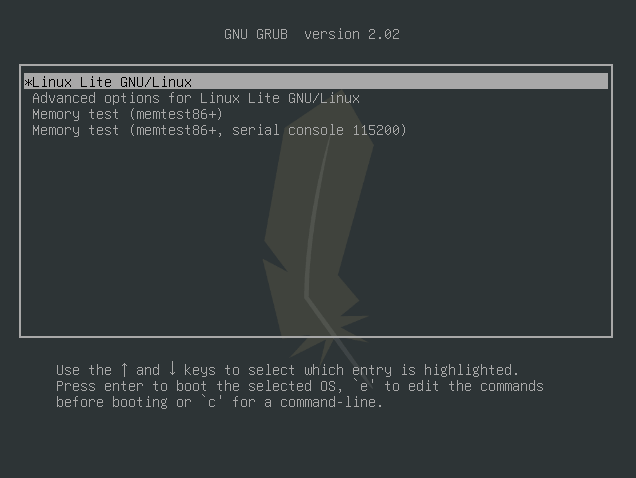 GNU GRUB  version 2.02
*Linux Lite GNU/Linux
Advanced options for Linux Lite GNU/Linux
Memory test (memtest86+)
Memory test (memtest86+, serial console 115200)
Use the ↑ and ↓ keys to select which entry is highlighted.
Press enter to boot the selected OS, `e' to edit the commands
before booting or `c' for a command-line.